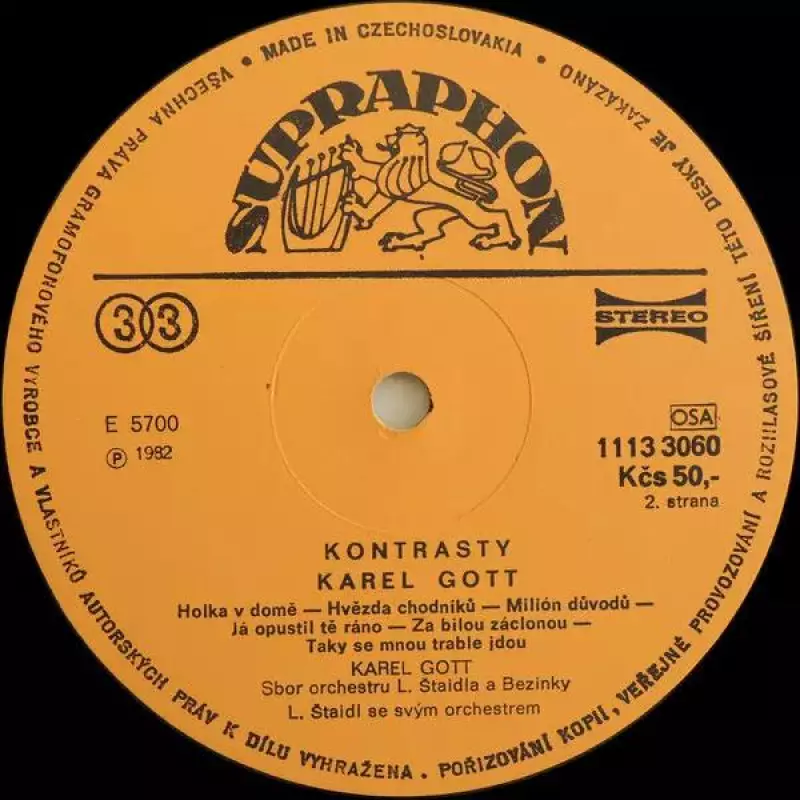 • MADE IN CZECHOSLOVAKIA •
VŠECHNA PRÁVA GRAMOFONOVÉHO VÝROBCE A VLASTNÍKŮ AUTORSKÝCH PRÁV K DÍLU VYHRAŽENA. POŘIZOVÁNÍ KOPIÍ, VEŘEJNÉ PROVOZOVÁNÍ A ROZHLASOVÉ ŠÍŘENÍ TÉTO DESKY JE ZAKÁZÁNO
SUPRAPHON
33
STEREO
E 5700
Ⓟ 1982
OSA
1113 3060
Kčs 50,-
2. strana
KONTRASTY
KAREL GOTT
Holka v domě — Hvězda chodníků — Milión důvodů —
Já opustil tě ráno — Za bílou záclonou —
Taky se mnou trable jdou
KAREL GOTT
Sbor orchestru L. Štaidla a Bezinky
L. Štaidl se svým orchestrem